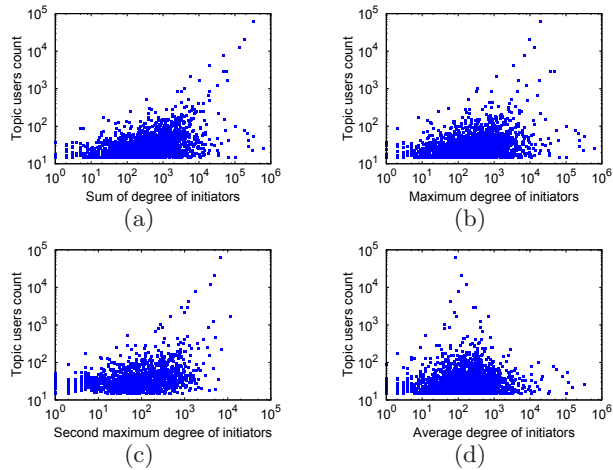 10^5
10^4
10^3
10^2
10^1
10^0 10^1 10^2 10^3 10^4 10^5 10^6
Topic users count
Sum of degree of initiators
(a)
10^5
10^4
10^3
10^2
10^1
10^0 10^1 10^2 10^3 10^4 10^5 10^6
Topic users count
Maximum degree of initiators
(b)
10^5
10^4
10^3
10^2
10^1
10^0 10^1 10^2 10^3 10^4 10^5
Topic users count
Second maximum degree of initiators
(c)
10^5
10^4
10^3
10^2
10^1
10^0 10^1 10^2 10^3 10^4 10^5 10^6
Topic users count
Average degree of initiators
(d)